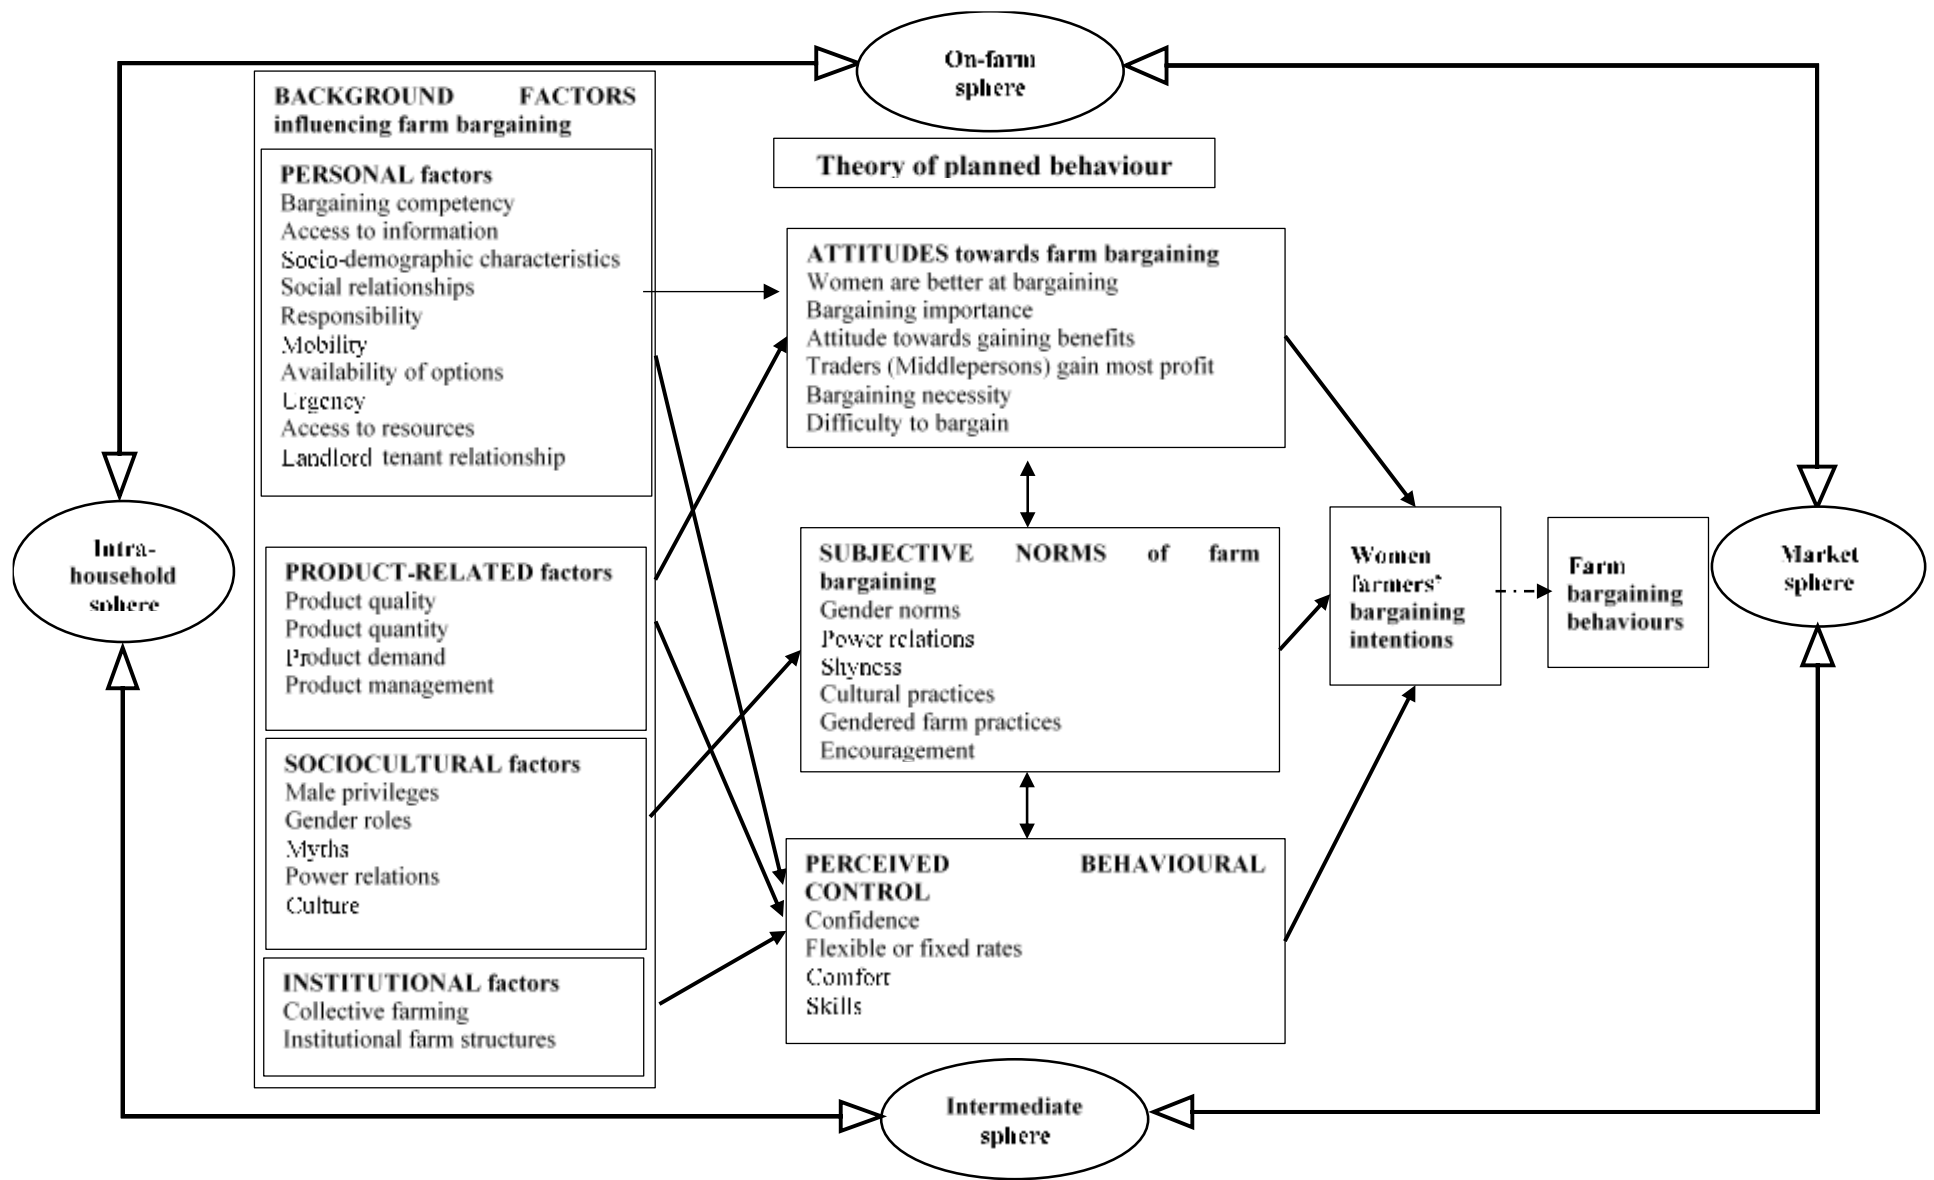 On-farm
sphere
BACKGROUND FACTORS
influencing farm bargaining
PERSONAL factors
Bargaining competency
Access to information
Socio-demographic characteristics
Social relationships
Responsibility
Mobility
Availability of options
Urgency
Access to resources
Landlord tenant relationship
PRODUCT-RELATED factors
Product quality
Product quantity
Product demand
Product management
SOCIOCULTURAL factors
Male privileges
Gender roles
Myths
Power relations
Culture
INSTITUTIONAL factors
Collective farming
Institutional farm structures
Intra-
household
sphere
Theory of planned behaviour
ATTITUDES towards farm bargaining
Women are better at bargaining
Bargaining importance
Attitude towards gaining benefits
Traders (Middlepersons) gain most profit
Bargaining necessity
Difficulty to bargain
SUBJECTIVE NORMS of farm
bargaining
Gender norms
Power relations
Shyness
Cultural practices
Gendered farm practices
Encouragement
PERCEIVED BEHAVIOURAL
CONTROL
Confidence
Flexible or fixed rates
Comfort
Skills
Women
farmers'
bargaining
intentions
Farm
bargaining
behaviours
Market
sphere
Intermediate
sphere